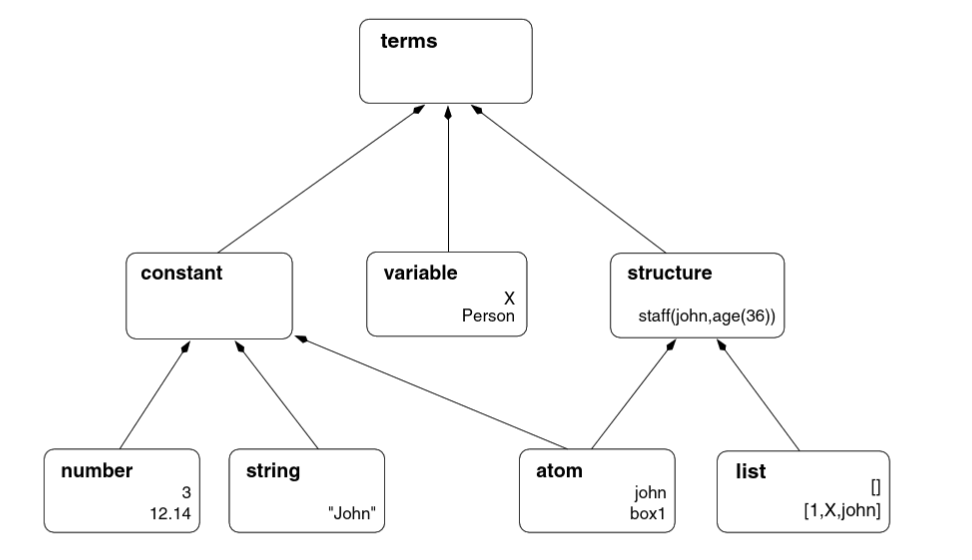 terms
constant
variable
X
Person
structure
staff(john,age(36))
number
3
12.14
string
"John"
atom
john
box1
list
[]
[1,X,john]